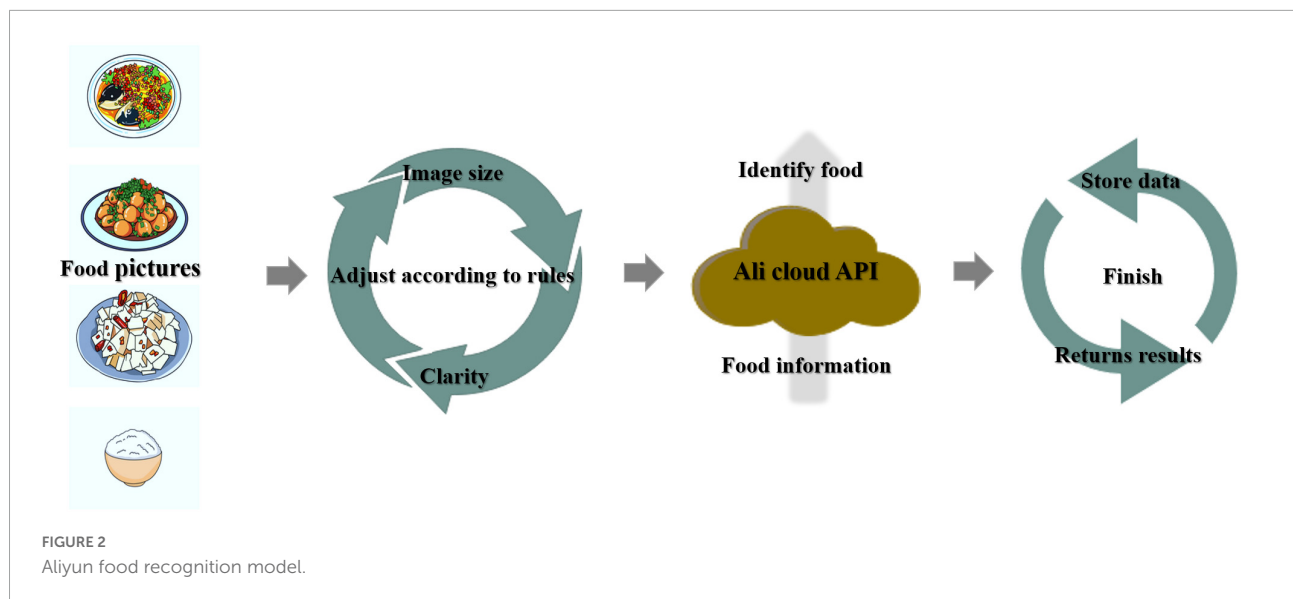 Food pictures
Image size
Adjust according to rules
Clarity
Identify food
Ali cloud API
Food information
Store data
Finish
Returns results
FIGURE 2
Aliyun food recognition model.